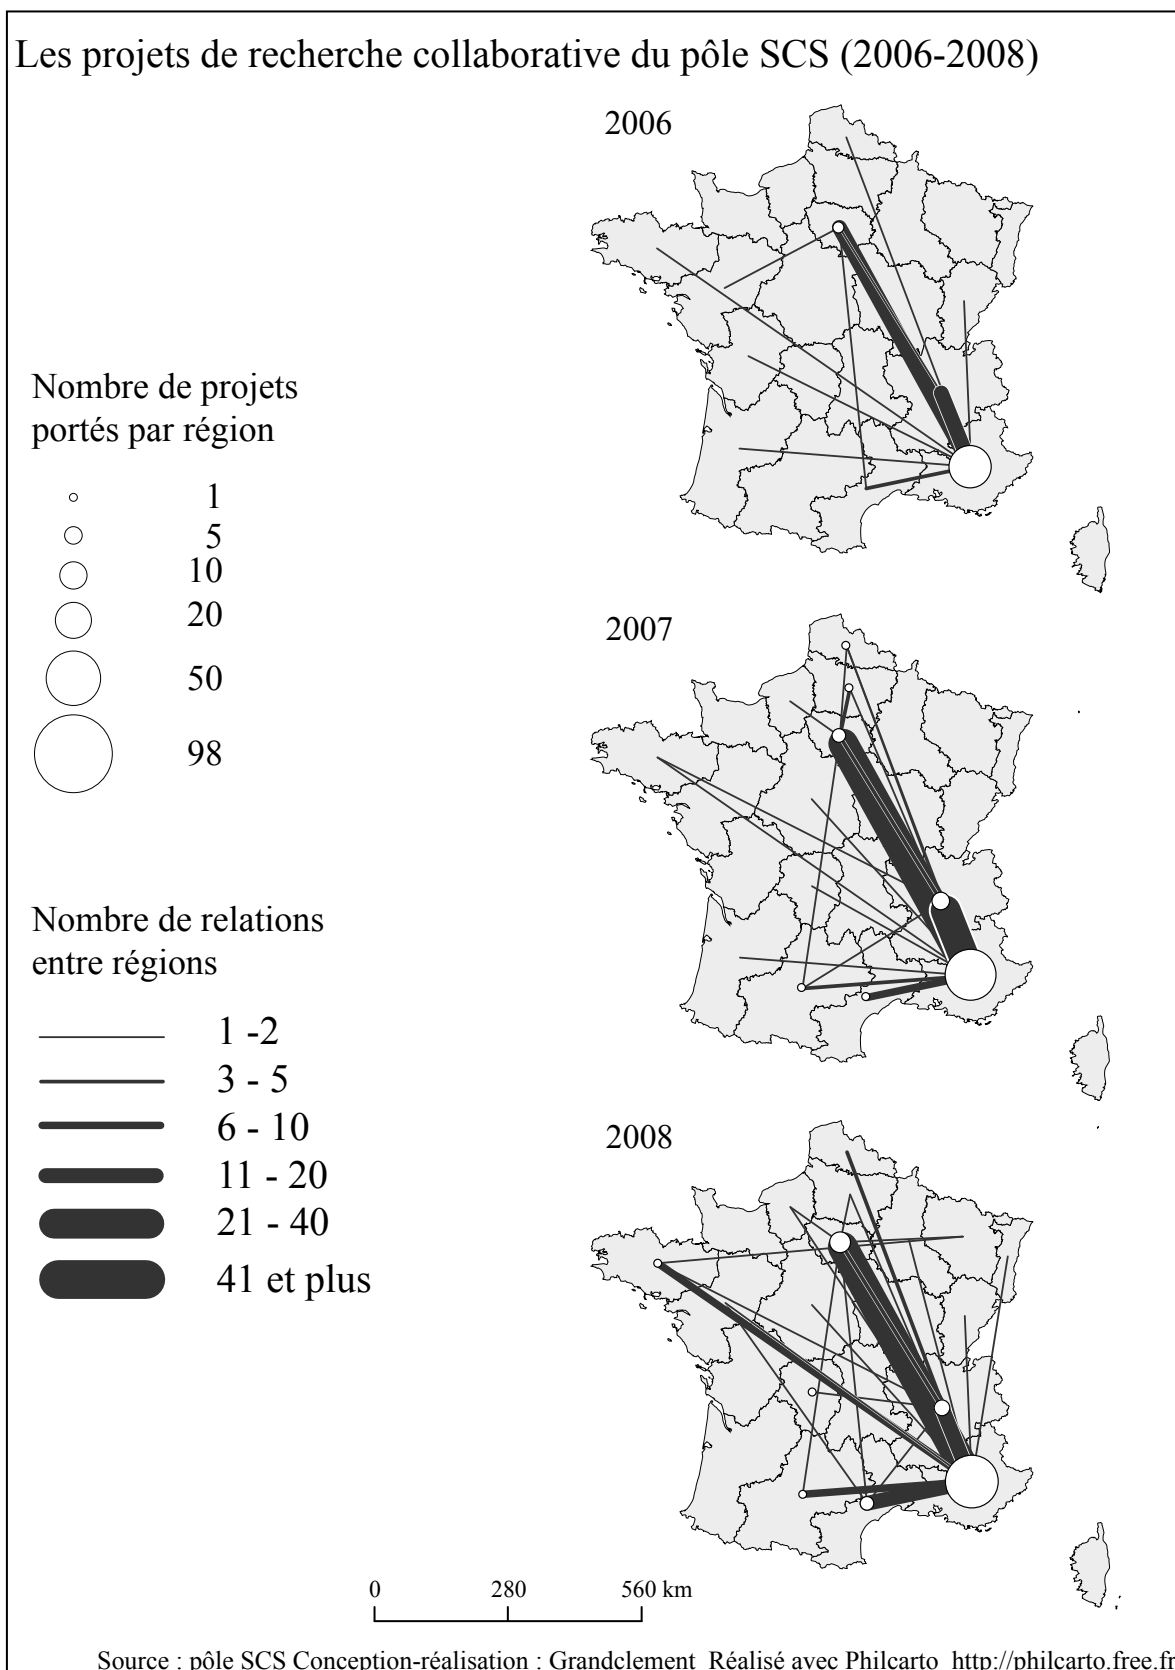 Les projets de recherche collaborative du pôle SCS (2006-2008)
2006
Nombre de projets
portés par région
1
5
10
20
50
98
2007
Nombre de relations
entre régions
1 -2
3 - 5
6 - 10
11 - 20
21 - 40
41 et plus
2008
0 280 560 km
Source : pôle SCS Conception-réalisation : Grandclement Réalisé avec Philcarto http://philcarto.free.fr